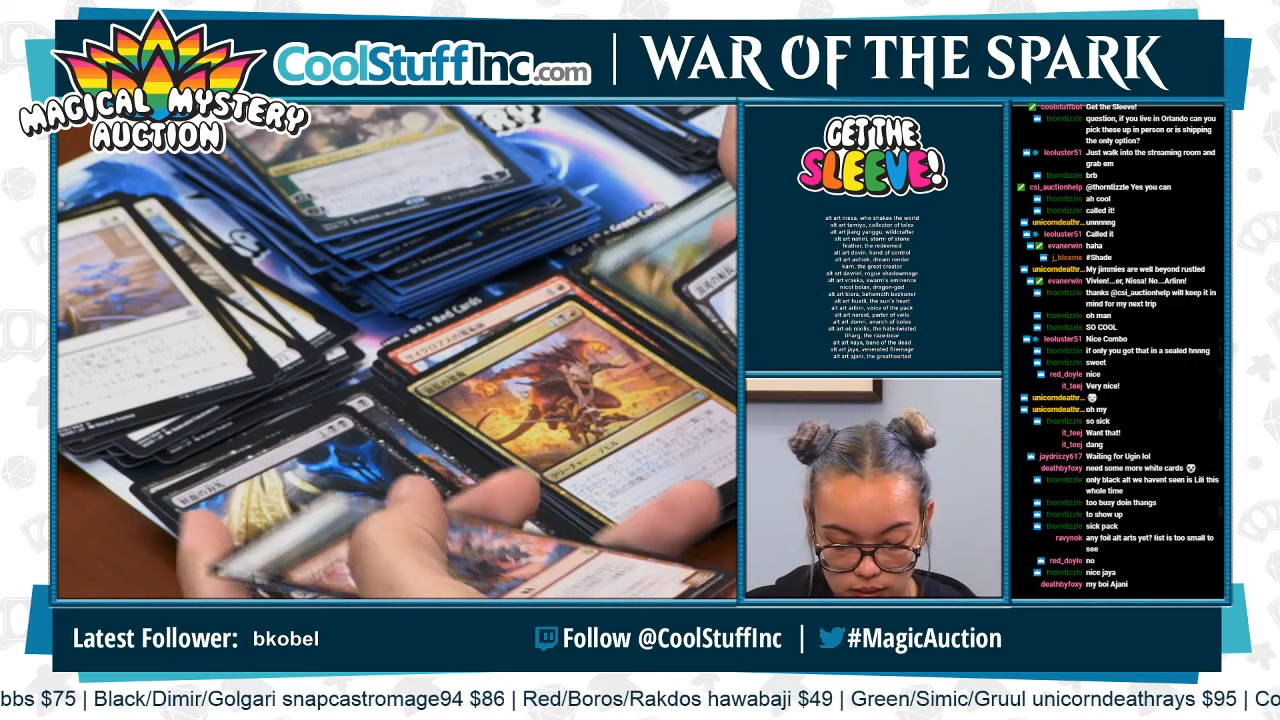 MAGICAL MYSTERY
AUCTION
CoolStuffInc.com
WAR OF THE SPARK
GET THE
SLEEVE!
alt art nissa, who shakes the world
alt art tamiyo, collector of tales
alt art jiang yanggu, wildcrafter
alt art nahiri, storm of stone
feather, the redeemed
alt art dovin, hand of control
alt art ashiok, dream render
karn, the great creator
alt art davriel, rogue shadowmage
alt art vraska, swarm's eminence
nicol bolas, dragon-god
alt art kiora, behemoth beckoner
alt art huatli, the sun's heart
alt art arlinn, voice of the pack
alt art narset, parter of veils
alt art domri, anarch of bolas
alt art ob nixilis, the hate-twisted
ilharg, the raze-boar
alt art kaya, bane of the dead
alt art jaya, venerated firemage
alt art ajani, the greathearted
coolstuffbot Get the Sleeve!
thorntizzle question, if you live in Orlando can you
pick these up in person or is shipping
the only option?
leoluster51 Just walk into the streaming room and
grab em
thorntizzle brb
csi_auctionhelp @thorntizzle Yes you can
thorntizzle ah cool
thorntizzle called it!
unicorndeathr... unnnnng
leoluster51 Called it
evanerwin haha
j_bloxme #Shade
unicorndeathr... My jimmies are well beyond rustled
evanerwin Vivien!...er, Nissa! No...Arlinn!
thorntizzle thanks @csi_auctionhelp will keep it in
mind for my next trip
thorntizzle oh man
thorntizzle SO COOL
leoluster51 Nice Combo
thorntizzle if only you got that in a sealed hnnng
thorntizzle sweet
red_doyle nice
it_teej Very nice!
unicorndeathr...
unicorndeathr... oh my
thorntizzle so sick
it_teej Want that!
it_teej dang
jaydrizzy617 Waiting for Ugin lol
deathbyfoxy need some more white cards
thorntizzle only black alt we havent seen is Lili this
whole time
thorntizzle too busy doin thangs
thorntizzle to show up
thorntizzle sick pack
ravynok any foil alt arts yet? list is too small to
see
red_doyle no
thorntizzle nice jaya
deathbyfoxy my boi Ajani
Latest Follower: bkobel
Follow @CoolStuffInc | #MagicAuction
bbs $75 | Black/Dimir/Golgari snapcastromage94 $86 | Red/Boros/Rakdos hawabaji $49 | Green/Simic/Gruul unicorndeathrays $95 | Co